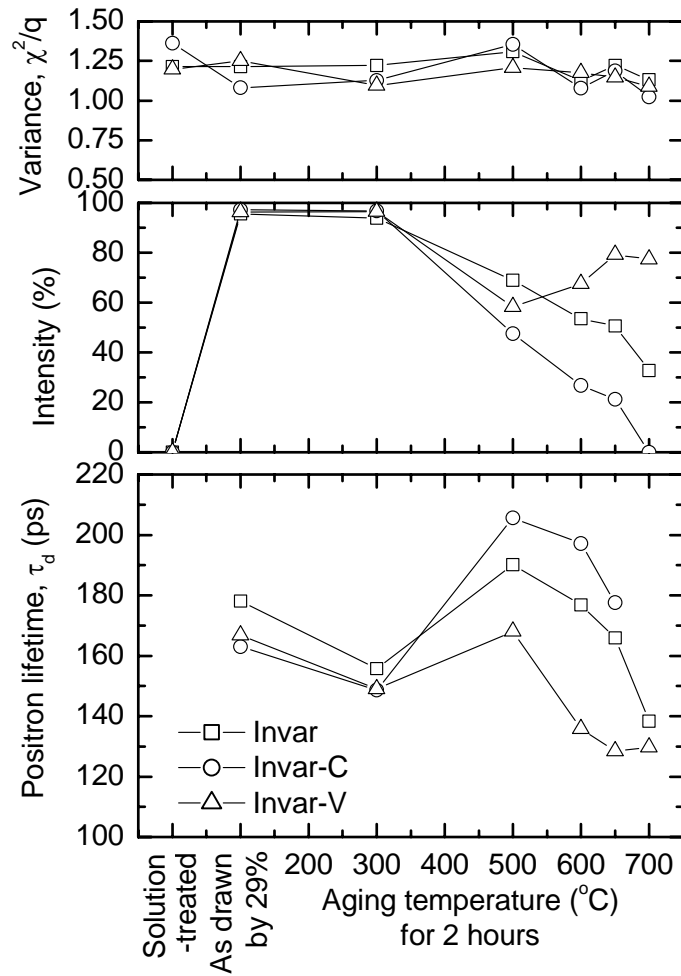 Variance, χ²/q
1.50
1.25
1.00
0.75
0.50
Intensity (%)
100
80
60
40
20
0
Positron lifetime, τd (ps)
220
200
180
160
140
120
100
Invar
Invar-C
Invar-V
Solution
-treated
As drawn
by 29%
200 300 400 500 600 700
Aging temperature (°C)
for 2 hours